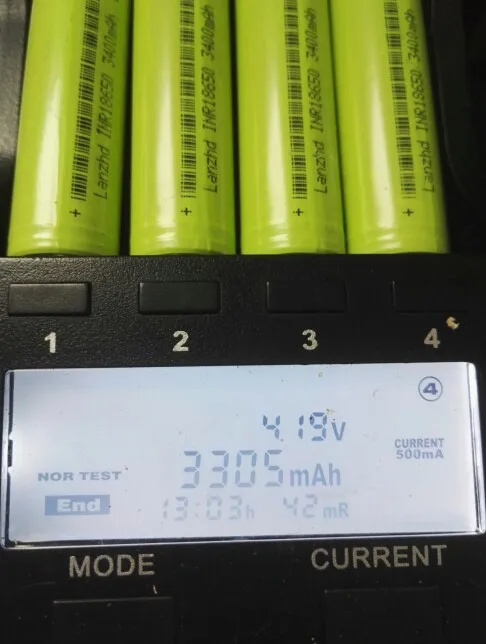 + Lanzhd INR18650 3400mAh
+ Lanzhd INR18650 3400mAh
+ Lanzhd INR18650 3400mAh
+ Lanzhd INR18650 3400mAh
1 2 3 4
4
4.19V
CURRENT
500mA
3305mAh
NOR TEST
End 13:03h 42mR
MODE CURRENT